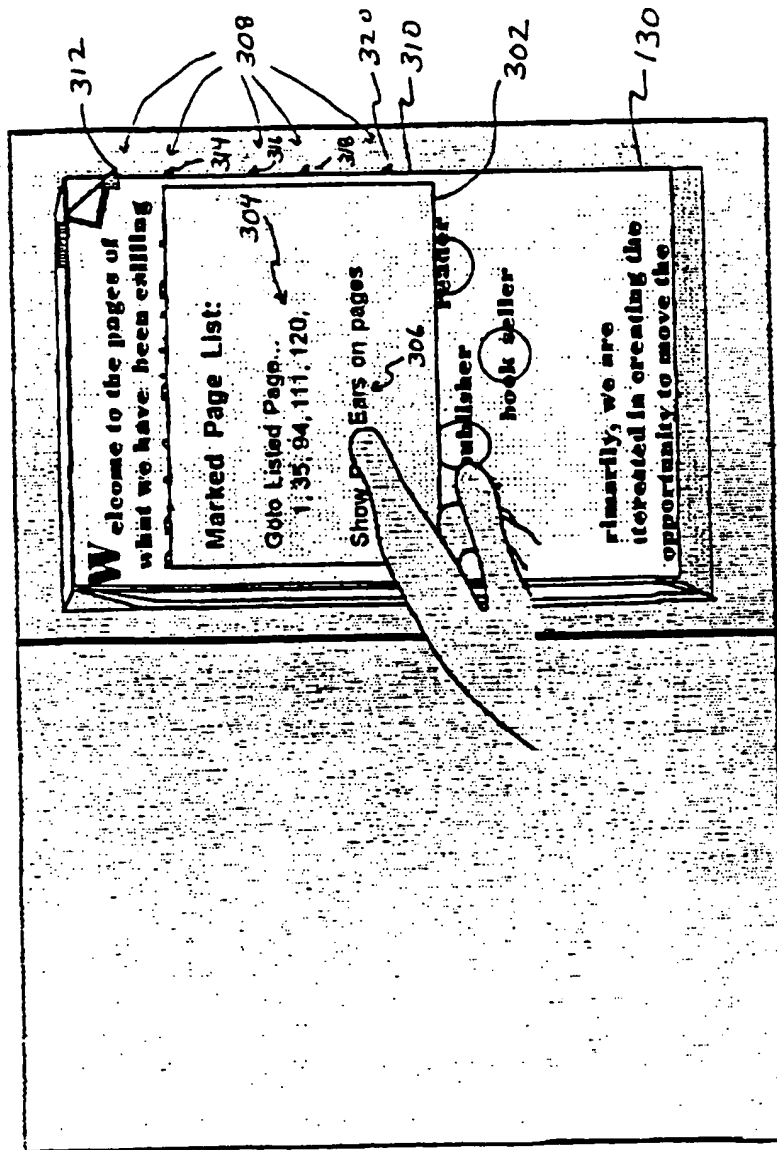 Welcome to the pages of
what we have been calling
Marked Page List:
Goto Listed Page...
1, 35, 94, 111, 120,
Show Ears on pages
reader
publisher
book seller
rimarily, we are
iteresated in creating the
opportunity to move the
312
308
314
316
318
320
310
302
304
306
130